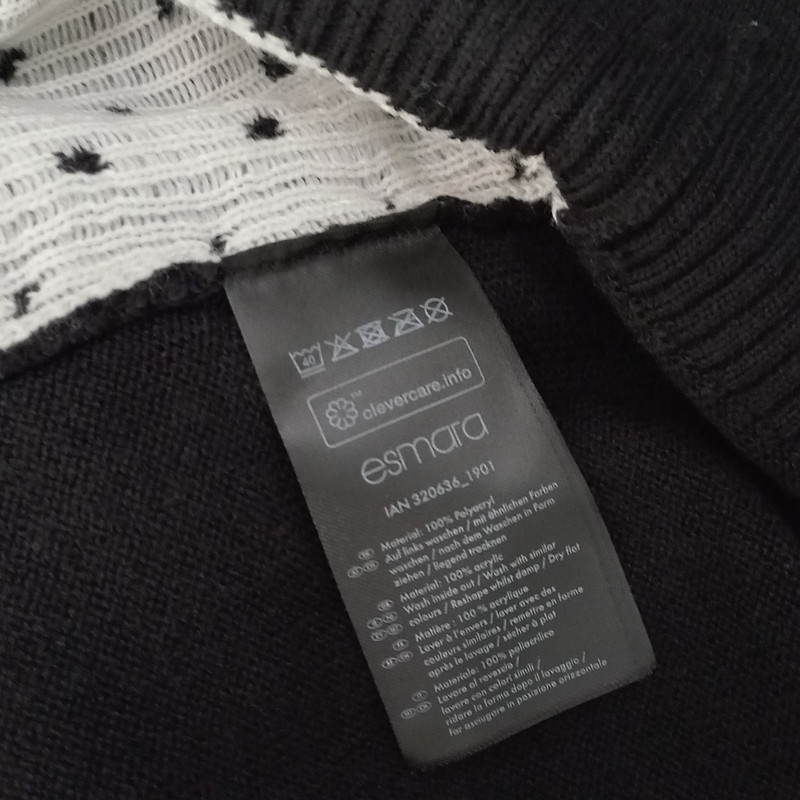 40
clevercare.info
TM
esmara
IAN 320636_1901
Material: 100% Polyacryl
Auf links waschen / mit ähnlichen Farben
waschen / nach dem Waschen in Form
ziehen / liegend trocknen
Material: 100% acrylic
Wash inside out / Wash with similar
colours / Reshape whilst damp / Dry flat
Matière : 100 % acrylique
Laver à l'envers / laver avec des
couleurs similaires / remettre en forme
après le lavage / sécher à plat
Materiale: 100% poliacrilico
Lavare al rovescio /
lavare con colori simili /
ridare la forma dopo il lavaggio /
far asciugare in posizione orizzontale